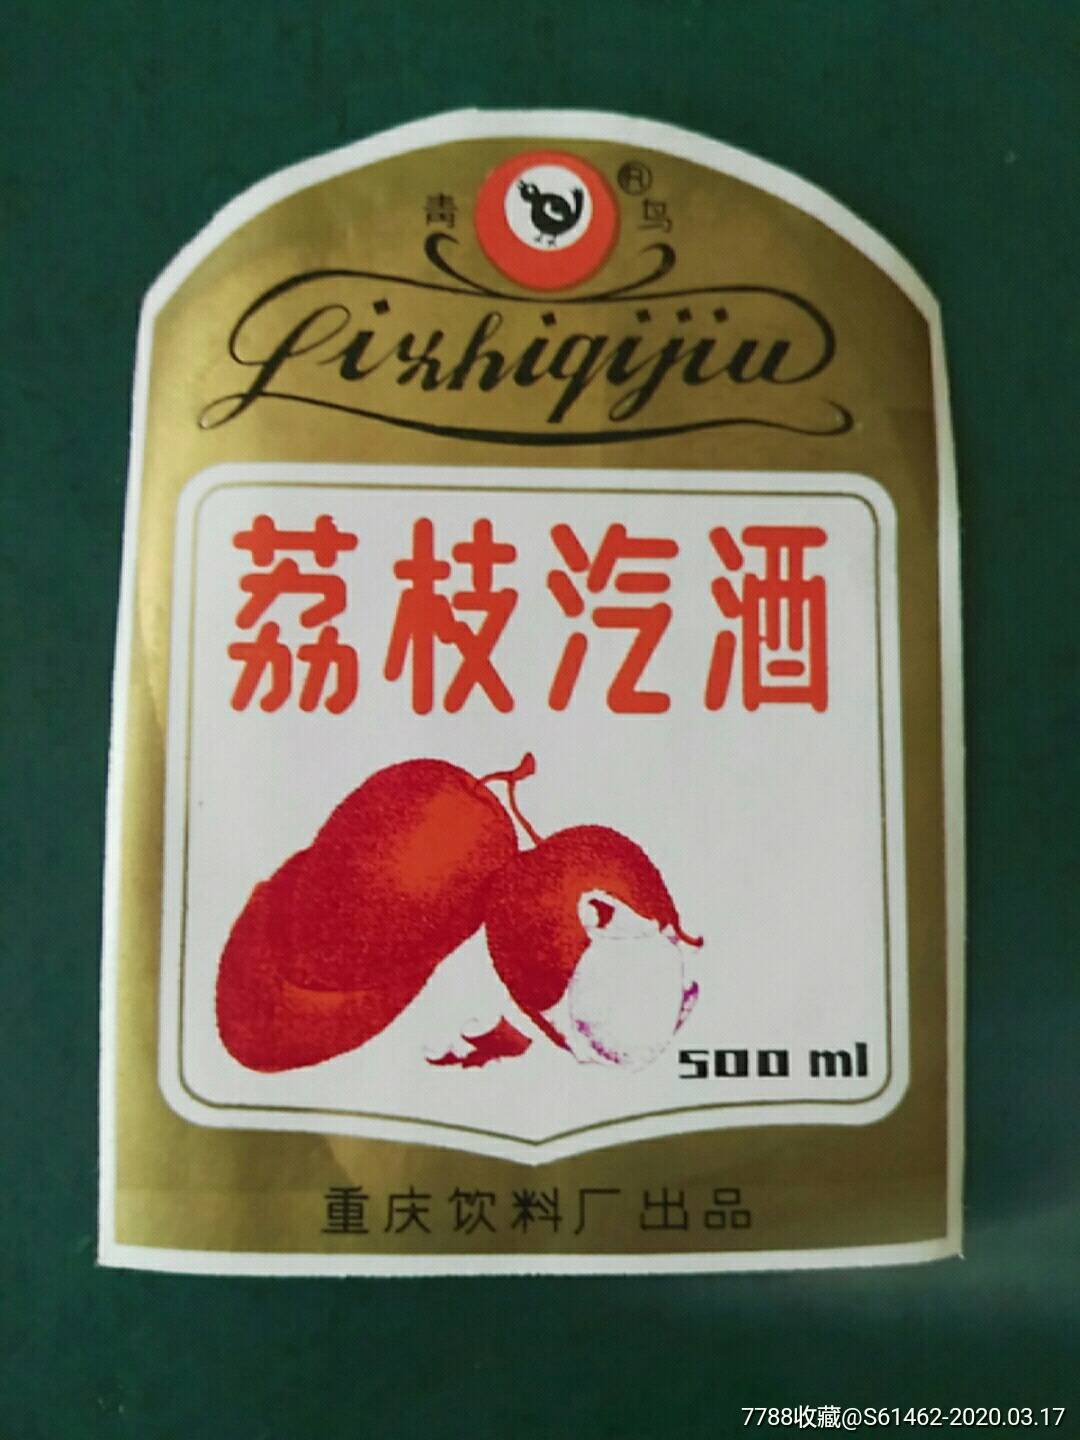 青 ® 鸟
Lizhiqijiu
荔枝汽酒
500 ml
重庆饮料厂出品
7788收藏@S61462-2020.03.17